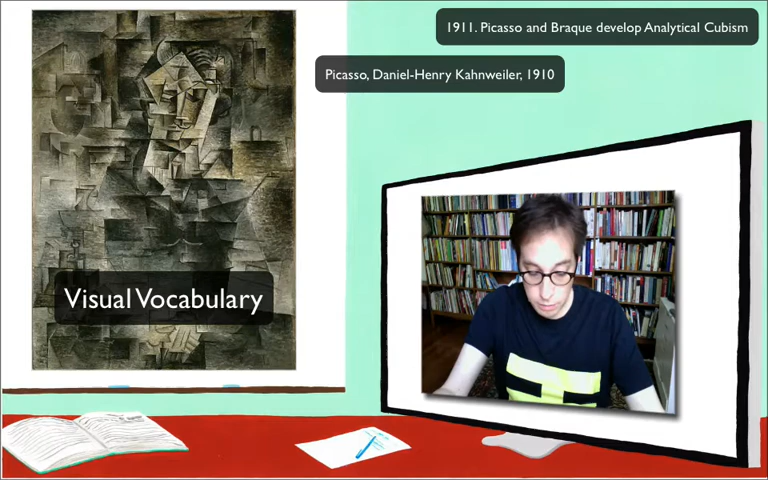 1911. Picasso and Braque develop Analytical Cubism
Picasso, Daniel-Henry Kahnweiler, 1910
Visual Vocabulary